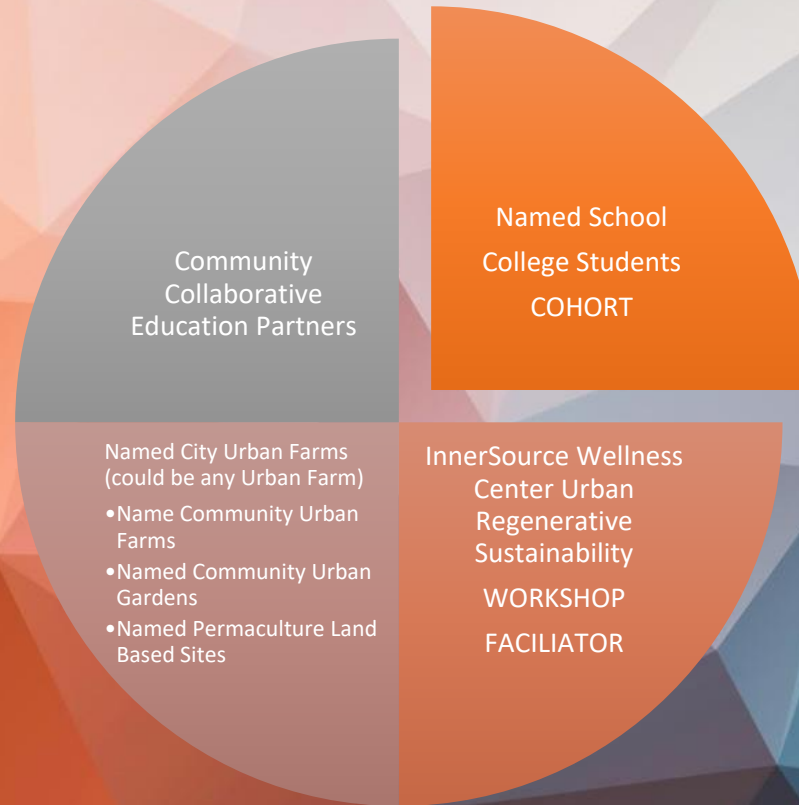 Community
Collaborative
Education Partners
Named School
College Students
COHORT
Named City Urban Farms
(could be any Urban Farm)
•Name Community Urban
Farms
•Named Community Urban
Gardens
•Named Permaculture Land
Based Sites
InnerSource Wellness
Center Urban
Regenerative
Sustainability
WORKSHOP
FACILIATOR